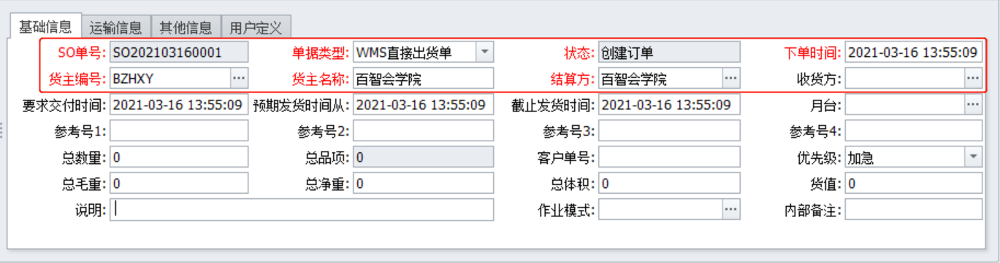 基础信息 运输信息 其他信息 用户定义
SO单号: SO202103160001 单据类型: WMS直接出货单 状态: 创建订单 下单时间: 2021-03-16 13:55:09
货主编号: BZHXY ... 货主名称: 百智会学院 结算方: 百智会学院 ... 收货方: ...
要求交付时间: 2021-03-16 13:55:09 预期发货时间从: 2021-03-16 13:55:09 截止发货时间: 2021-03-16 13:55:09 月台: ...
参考号1: 参考号2: 参考号3: 参考号4:
总数量: 0 总品项: 0 客户单号: 优先级: 加急
总毛重: 0 总净重: 0 总体积: 0 货值: 0
说明: 作业模式: ... 内部备注: